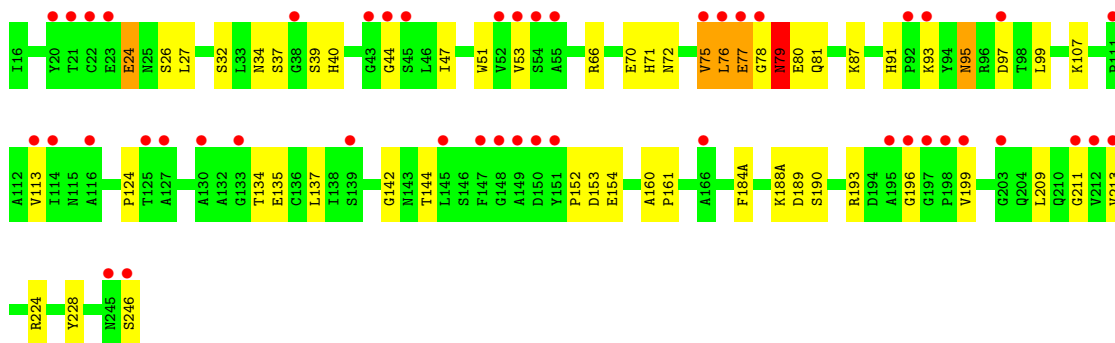 I16 Y20 T21 C22 E23 E24 N25 S26 L27 S32 L33 N34 S37 G38 S39 H40 G43 G44 S45 L46 I47 W51 V52 V53 S54 A55 R66 E70 H71 N72 V75 L76 E77 G78 N79 E80 Q81 K87 H91 P92 K93 Y94 N95 R96 D97 T98 L99 K107 P111
A112 V113 I114 N115 A116 P124 T125 A127 A130 A132 G133 T134 E135 C136 L137 I138 S139 G142 N143 T144 L145 S146 F147 G148 A149 D150 Y151 P152 D153 E154 A160 P161 A166 F184A K188A D189 S190 R193 D194 A195 G196 G197 P198 V199 G203 Q204 L209 Q210 G211 V212 V213
R224 Y228 N245 S246